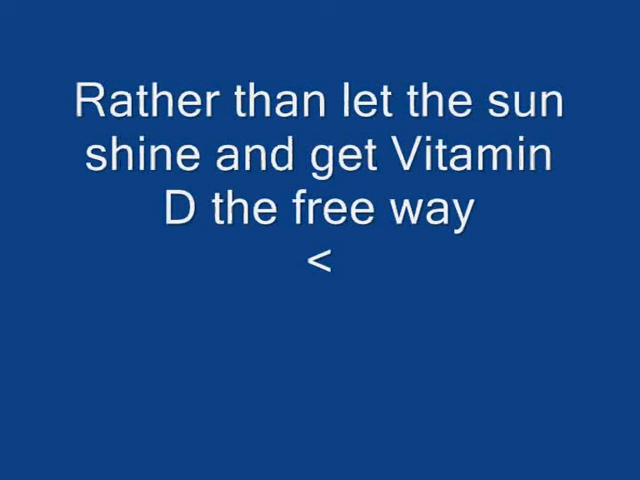 Rather than let the sun
shine and get Vitamin
D the free way
<